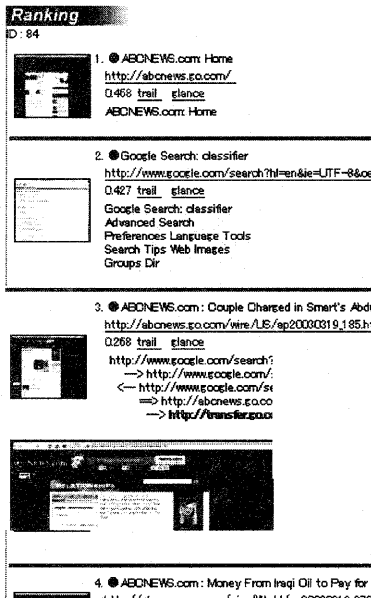 Ranking
ID : 84
1. ● ABCNEWS.com: Home
http://abcnews.go.com/
0.468 trail glance
ABCNEWS.com: Home
2. ● Google Search: classifier
http://www.google.com/search?hl=en&ie=UTF-8&oe
0.427 trail glance
Google Search: classifier
Advanced Search
Preferences Language Tools
Search Tips Web Images
Groups Dir
3. ● ABCNEWS.com : Couple Charged in Smart's Abdu
http://abcnews.go.com/wire/US/ap20030319_185.h
0.268 trail glance
http://www.google.com/search?
—> http://www.google.com/:
<— http://www.google.com/se
==> http://abcnews.go.co
—> http://transfer.go.co
4. ● ABCNEWS.com : Money From Iraqi Oil to Pay for